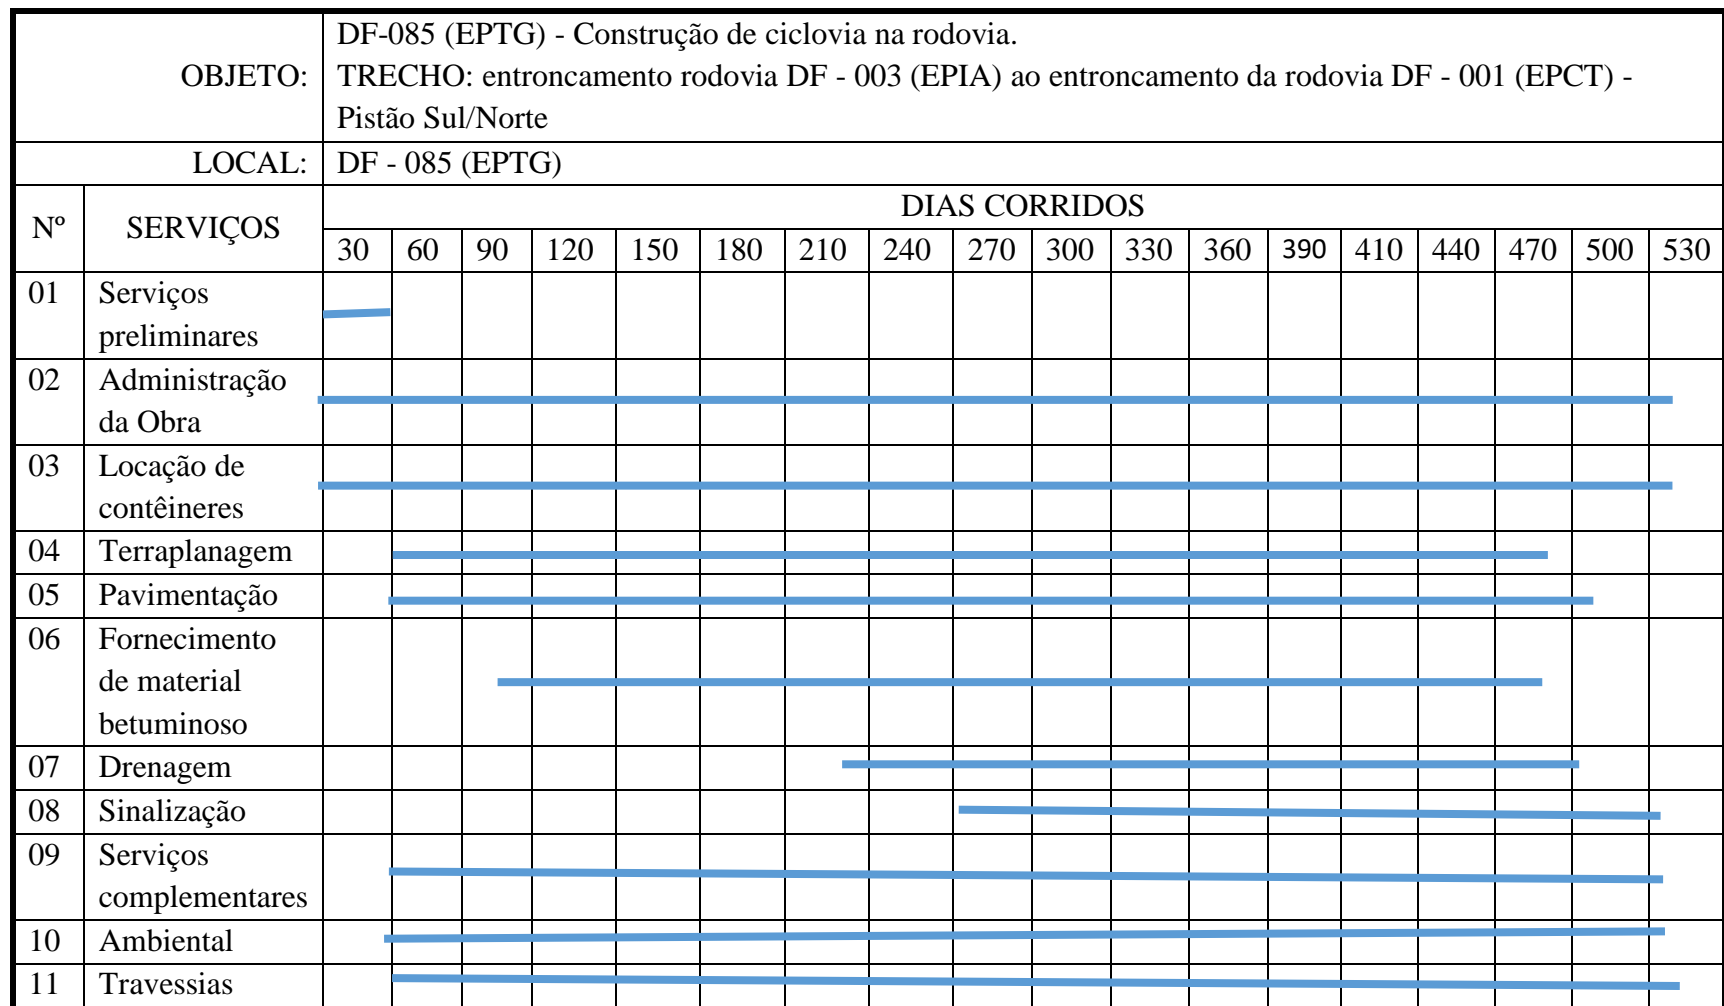 OBJETO:
DF-085 (EPTG) - Construção de ciclovia na rodovia.
TRECHO: entroncamento rodovia DF - 003 (EPIA) ao entroncamento da rodovia DF - 001 (EPCT) -
Pistão Sul/Norte
LOCAL: DF - 085 (EPTG)
Nº SERVIÇOS DIAS CORRIDOS
30 60 90 120 150 180 210 240 270 300 330 360 390 410 440 470 500 530
01 Serviços
preliminares
02 Administração
da Obra
03 Locação de
contêineres
04 Terraplanagem
05 Pavimentação
06 Fornecimento
de material
betuminoso
07 Drenagem
08 Sinalização
09 Serviços
complementares
10 Ambiental
11 Travessias